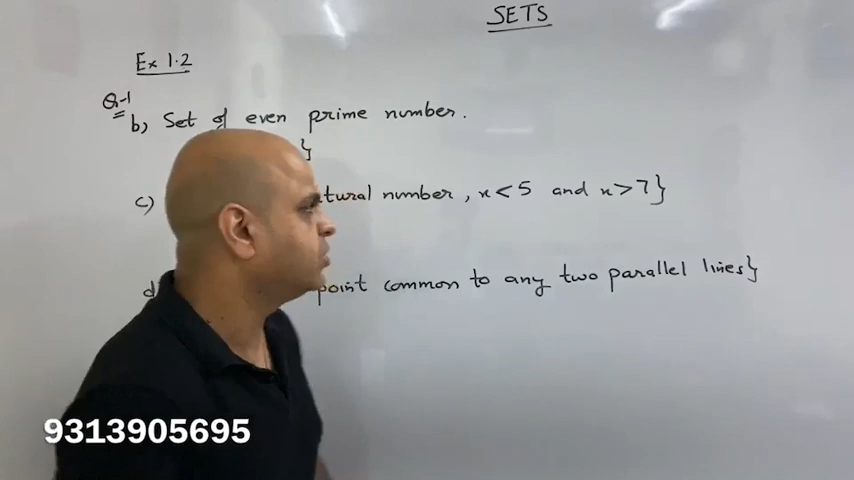 SETS
Ex 1.2
Q-1
b) Set of even prime number.
}
c) number , x < 5 and x > 7}
point common to any two parallel lines}
9313905695